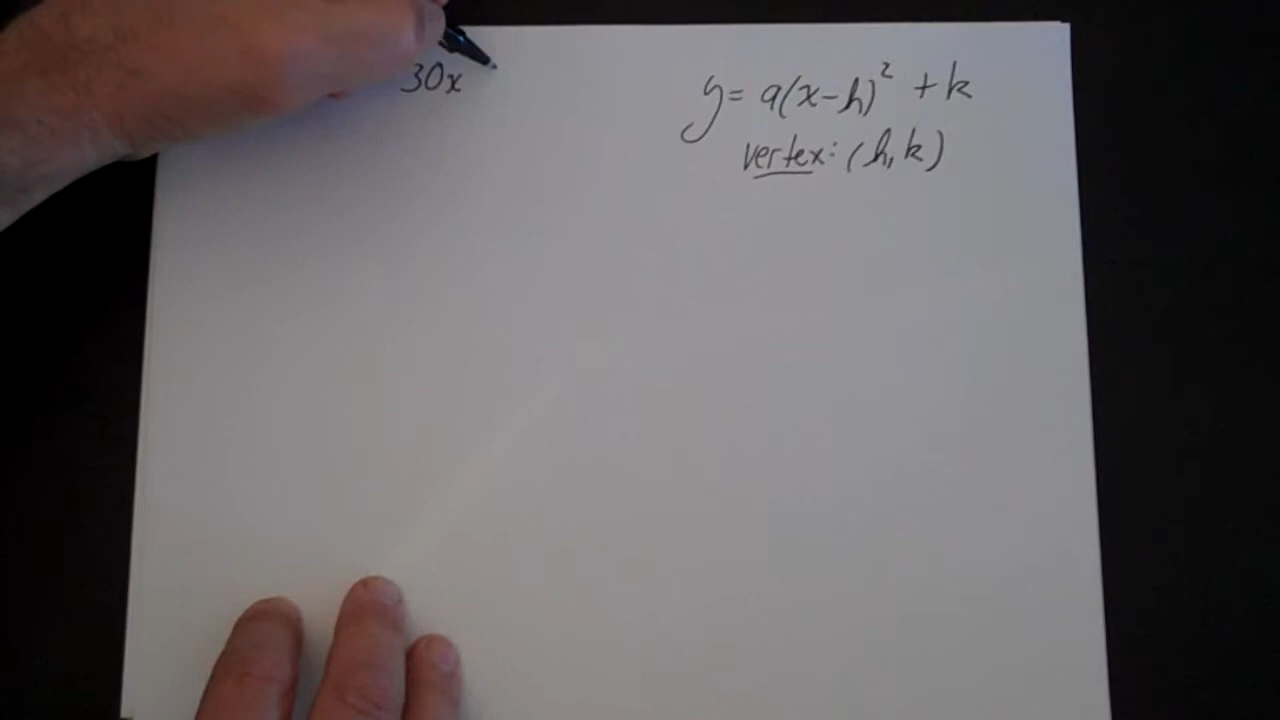 30x
y = a(x-h)² + k
vertex: (h, k)